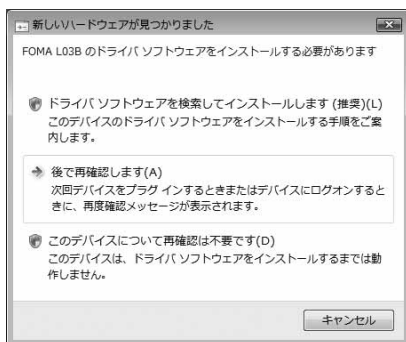 新しいハードウェアが見つかりました
FOMA L03B のドライバ ソフトウェアをインストールする必要があります
ドライバ ソフトウェアを検索してインストールします (推奨)(L)
このデバイスのドライバ ソフトウェアをインストールする手順をご案
内します。
後で再確認します(A)
次回デバイスをプラグ インするときまたはデバイスにログオンすると
きに、再度確認メッセージが表示されます。
このデバイスについて再確認は不要です(D)
このデバイスは、ドライバ ソフトウェアをインストールするまでは動
作しません。
キャンセル